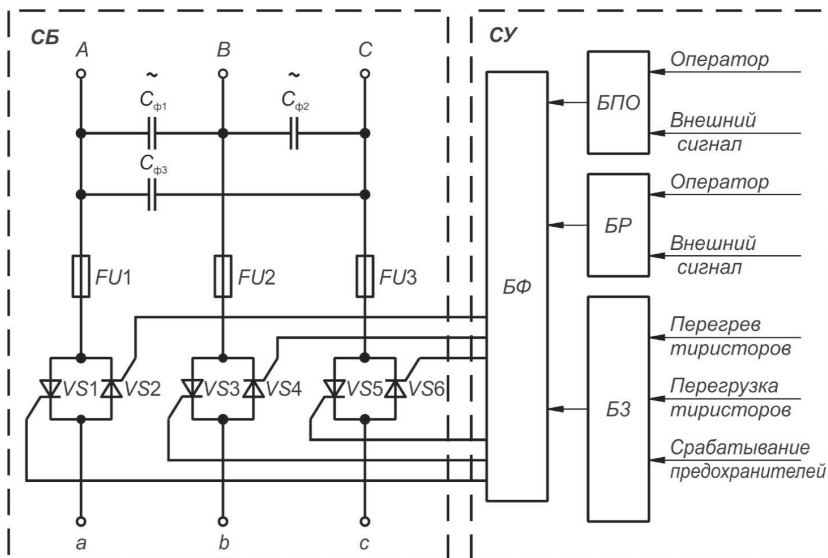 СБ
A
B
C
~
~
Cф1
Cф2
Cф3
FU1
FU2
FU3
VS1
VS2
VS3
VS4
VS5
VS6
a
b
c
СУ
БФ
БПО
Оператор
Внешний
сигнал
БР
Оператор
Внешний
сигнал
БЗ
Перегрев
тиристоров
Перегрузка
тиристоров
Срабатывание
предохранителей